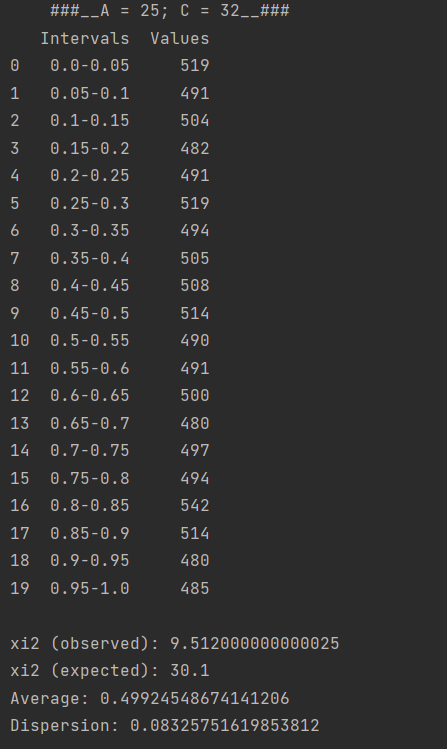 ###__A = 25; C = 32__###
Intervals Values
0 0.0-0.05 519
1 0.05-0.1 491
2 0.1-0.15 504
3 0.15-0.2 482
4 0.2-0.25 491
5 0.25-0.3 519
6 0.3-0.35 494
7 0.35-0.4 505
8 0.4-0.45 508
9 0.45-0.5 514
10 0.5-0.55 490
11 0.55-0.6 491
12 0.6-0.65 500
13 0.65-0.7 480
14 0.7-0.75 497
15 0.75-0.8 494
16 0.8-0.85 542
17 0.85-0.9 514
18 0.9-0.95 480
19 0.95-1.0 485
xi2 (observed): 9.512000000000025
xi2 (expected): 30.1
Average: 0.49924548674141206
Dispersion: 0.08325751619853812